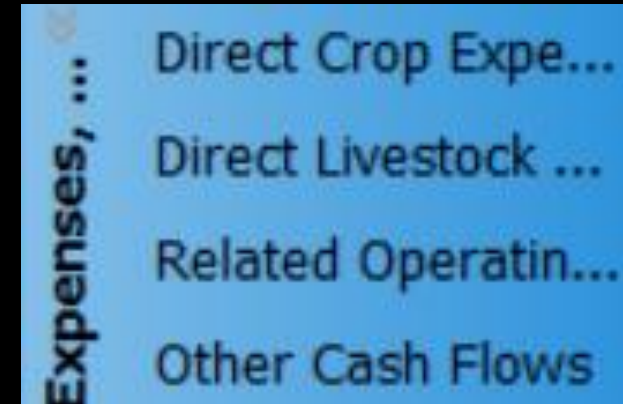 Expenses, ...
Direct Crop Expe...
Direct Livestock ...
Related Operatin...
Other Cash Flows